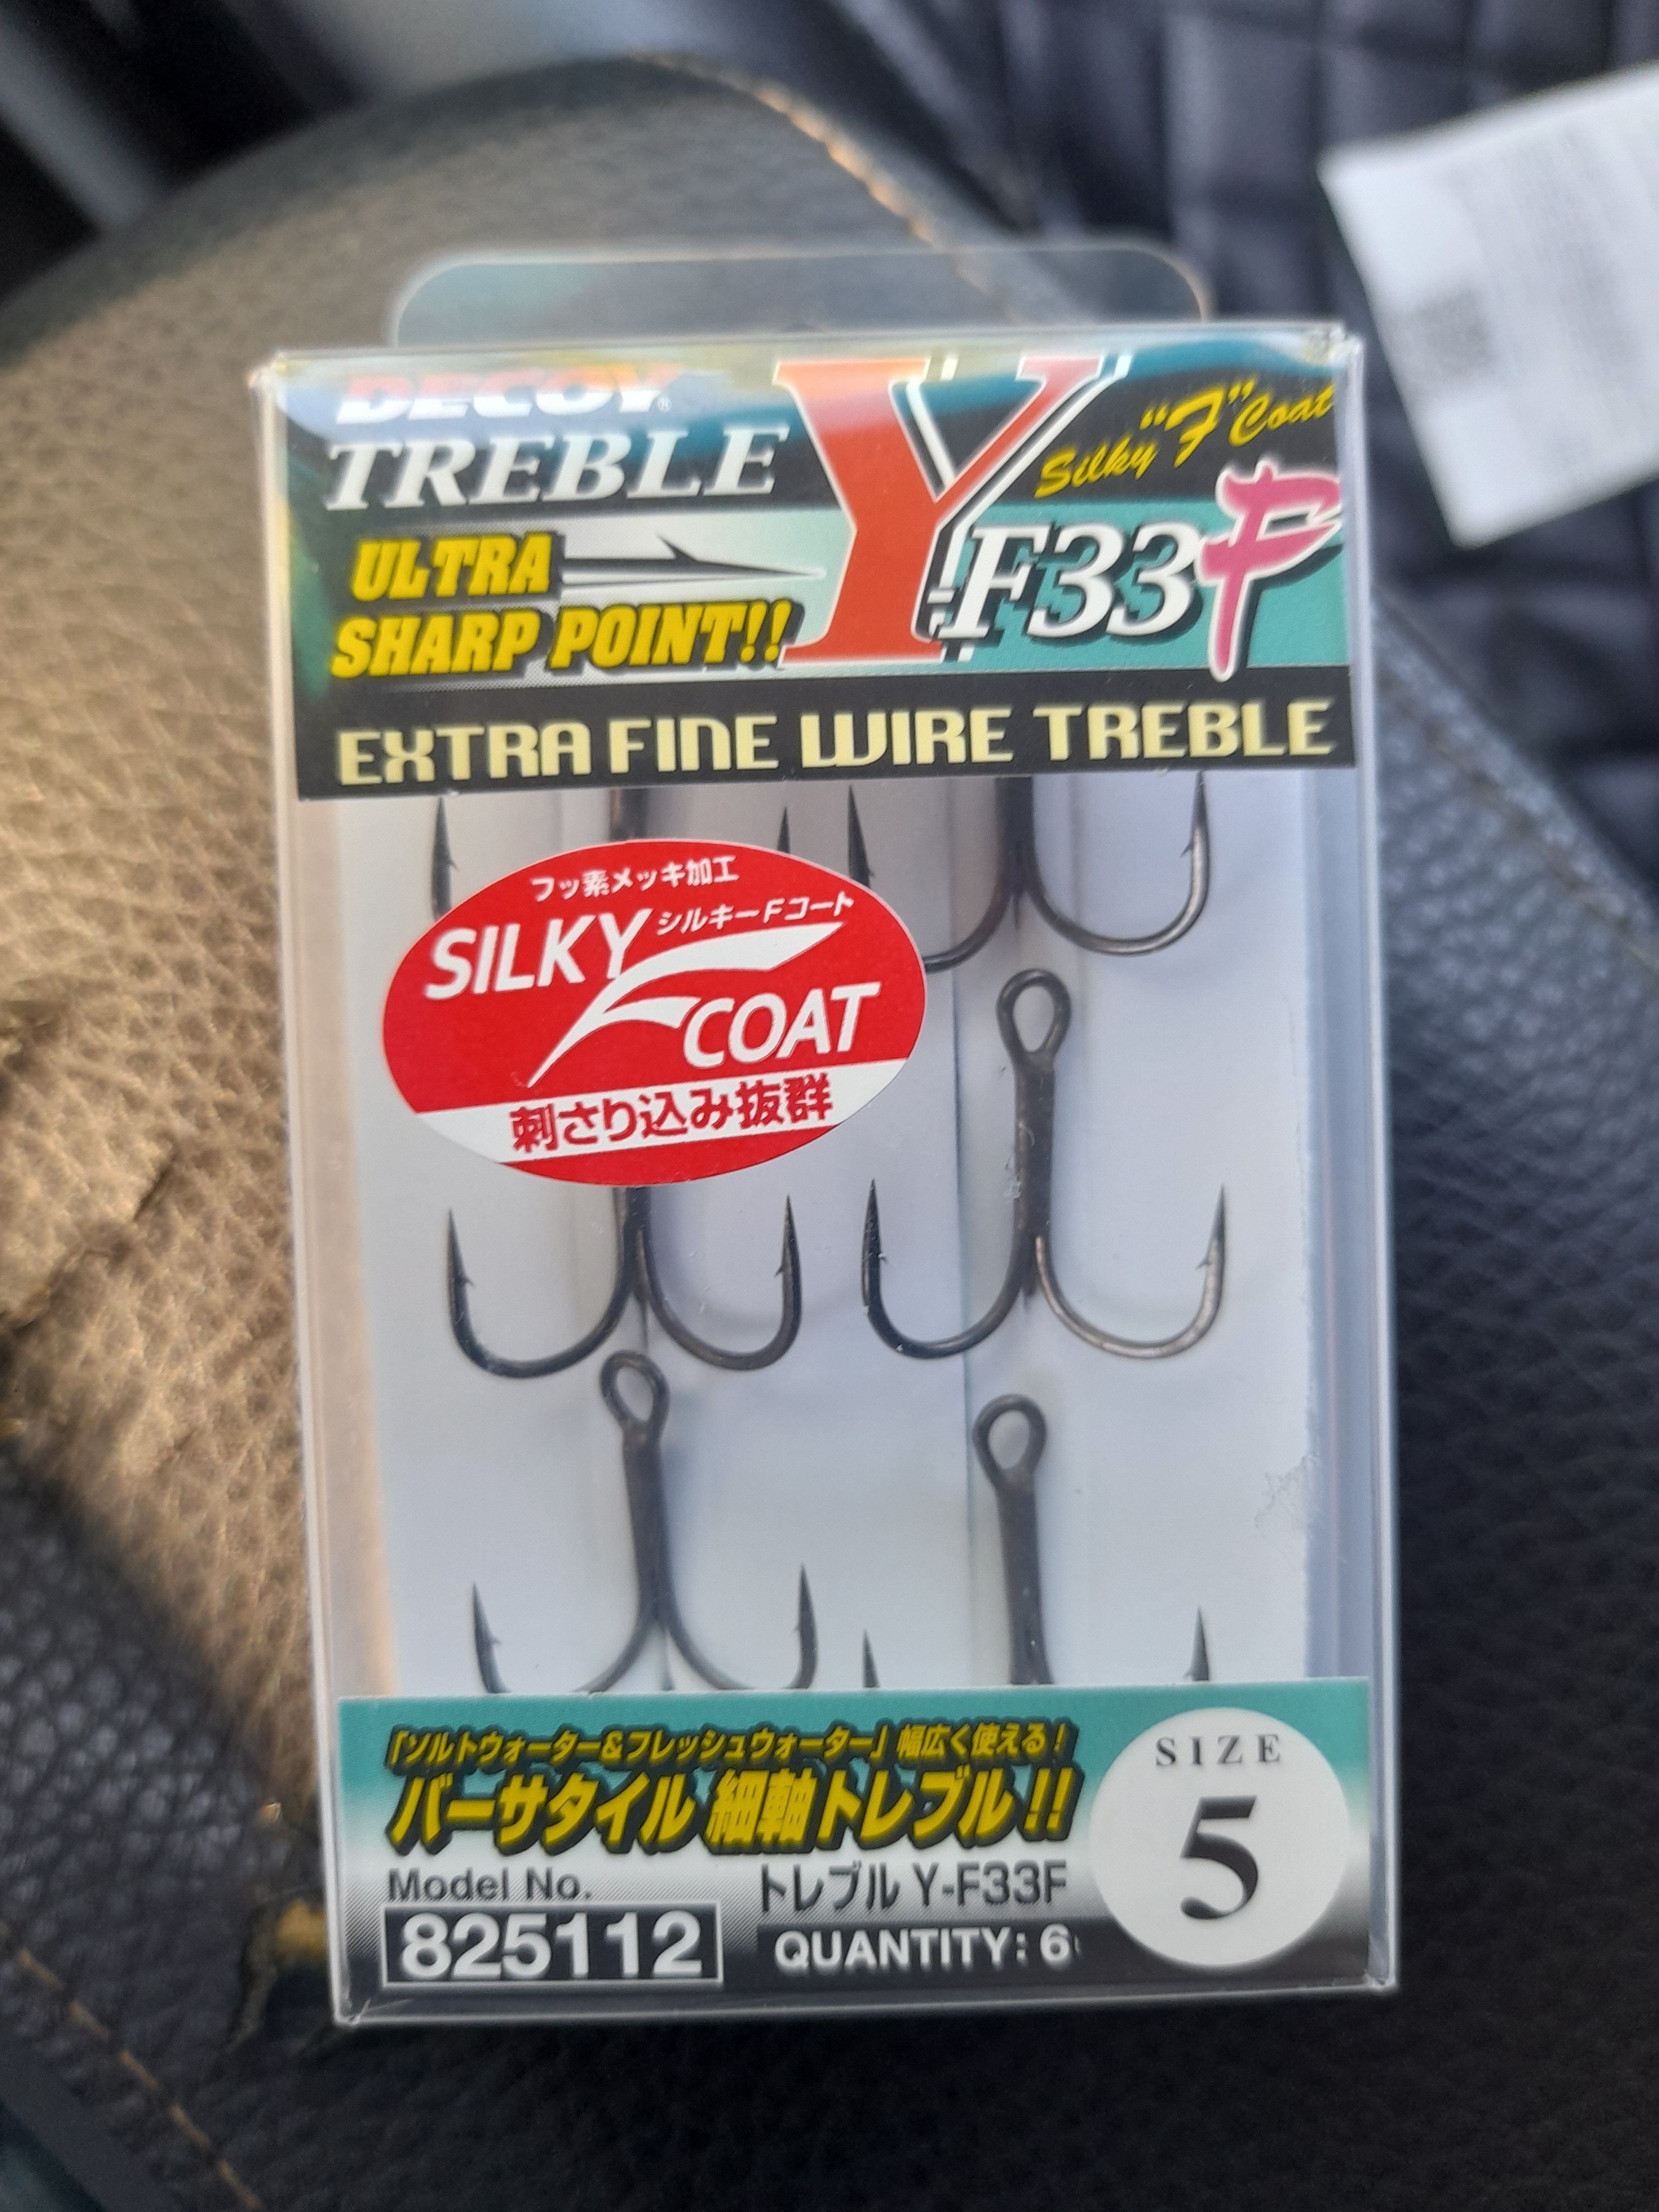 DECOY®
TREBLE
Y-F33F
Silky "F" Coat
ULTRA
SHARP POINT!!
EXTRA FINE WIRE TREBLE
フッ素メッキ加工
SILKY シルキーFコート
F COAT
刺さり込み抜群
「ソルトウォーター&フレッシュウォーター」幅広く使える!
バーサタイル 細軸トレブル!!
SIZE
5
Model No.
825112
トレブル Y-F33F
QUANTITY: 6